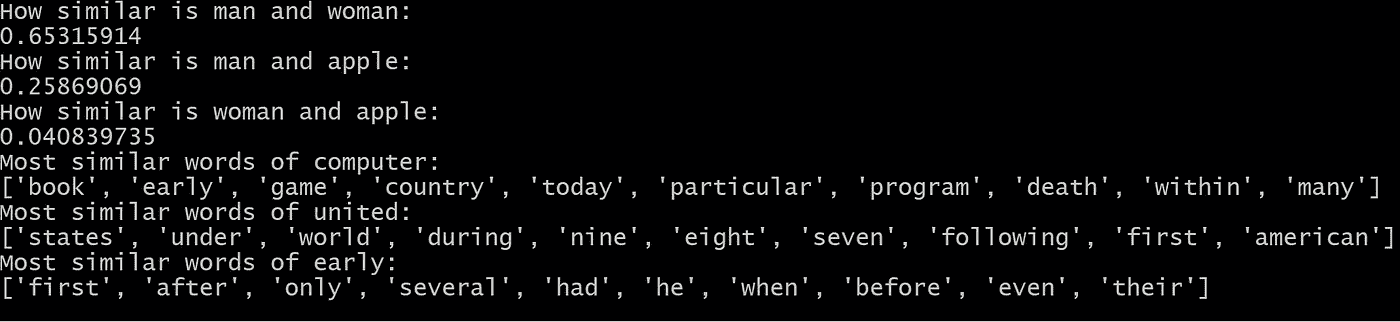 How similar is man and woman:
0.65315914
How similar is man and apple:
0.25869069
How similar is woman and apple:
0.040839735
Most similar words of computer:
['book', 'early', 'game', 'country', 'today', 'particular', 'program', 'death', 'within', 'many']
Most similar words of united:
['states', 'under', 'world', 'during', 'nine', 'eight', 'seven', 'following', 'first', 'american']
Most similar words of early:
['first', 'after', 'only', 'several', 'had', 'he', 'when', 'before', 'even', 'their']